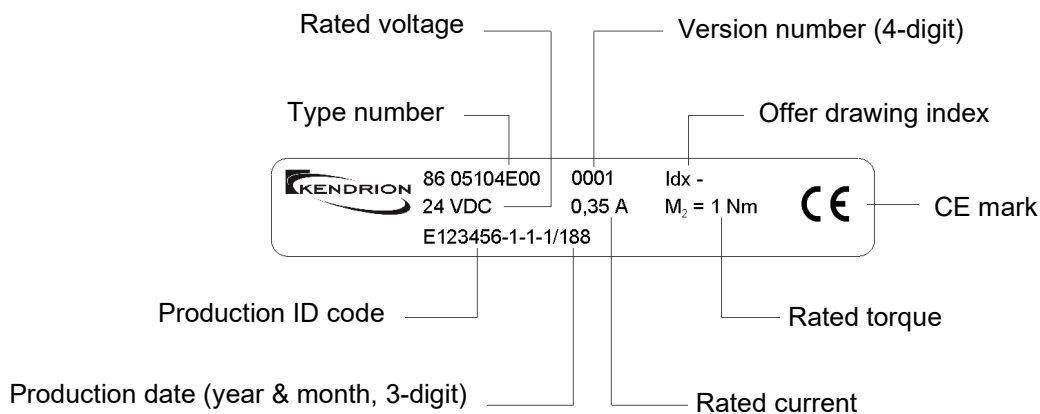 Rated voltage
Version number (4-digit)
Type number
Offer drawing index
KENDRION 86 05104E00 0001 Idx -
24 VDC 0,35 A M₂ = 1 Nm CE
CE mark
E123456-1-1-1/188
Production ID code
Rated torque
Production date (year & month, 3-digit)
Rated current